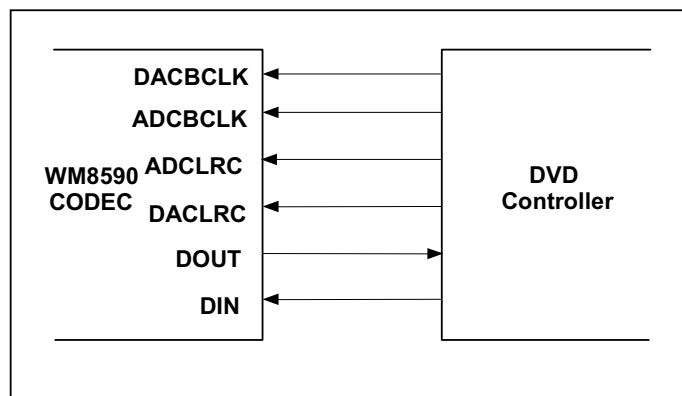 DACBCLK
ADCBCLK
ADCLRC
WM8590
CODEC
DACLRC
DOUT
DIN
DVD
Controller